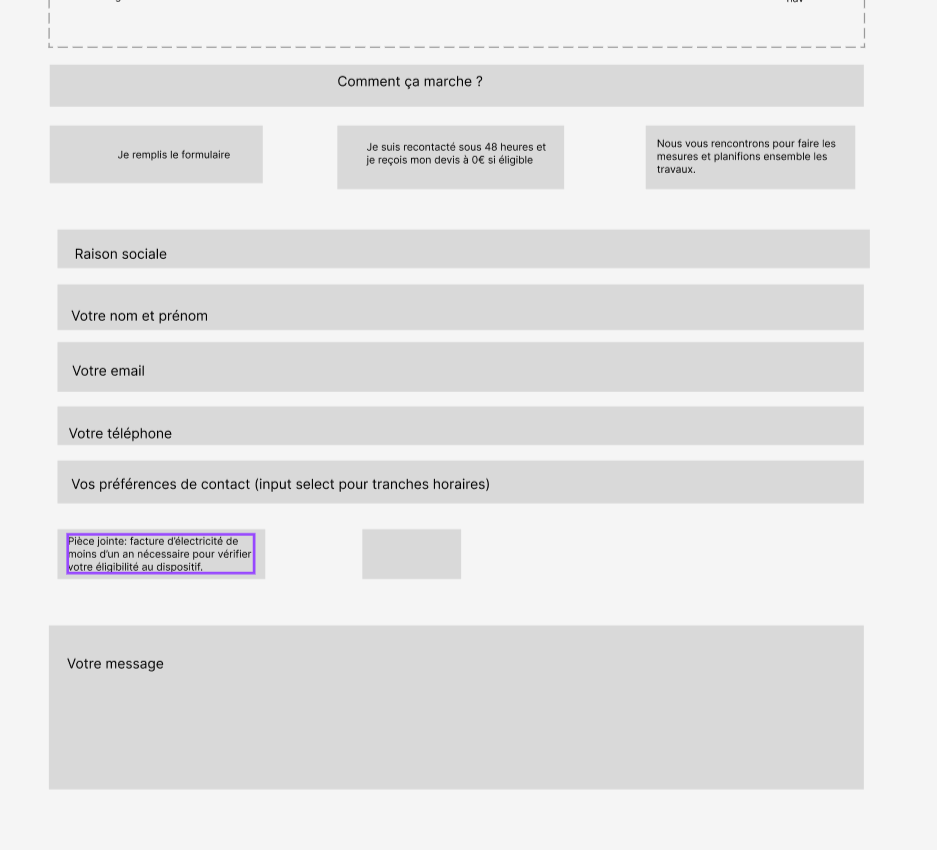 Comment ça marche ?
Je remplis le formulaire
Je suis recontacté sous 48 heures et
je reçois mon devis à 0€ si éligible
Nous vous rencontrons pour faire les
mesures et planifions ensemble les
travaux.
Raison sociale
Votre nom et prénom
Votre email
Votre téléphone
Vos préférences de contact (input select pour tranches horaires)
Pièce jointe: facture d'électricité de
moins d'un an nécessaire pour vérifier
votre éligibilité au dispositif.
Votre message